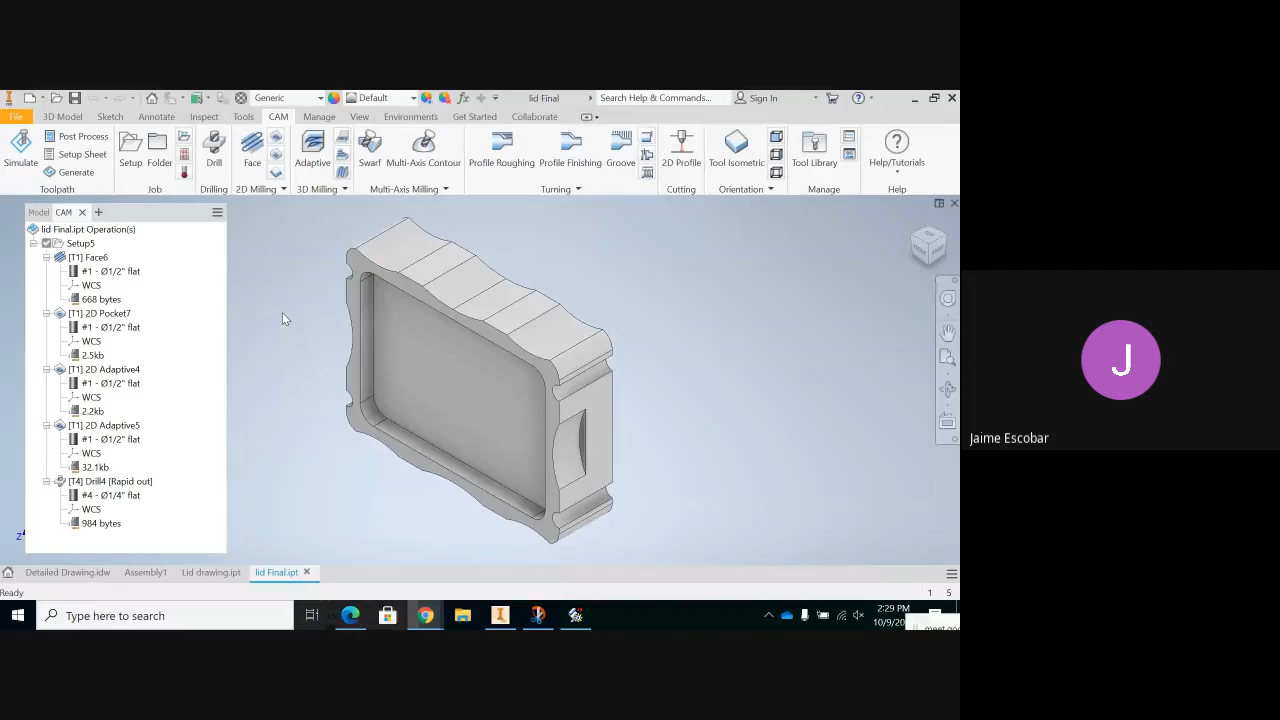 Generic
Default
lid Final
Search Help & Commands...
Sign In
File
3D Model
Sketch
Annotate
Inspect
Tools
CAM
Manage
View
Environments
Get Started
Collaborate
Simulate
Post Process
Setup Sheet
Generate
Toolpath
Setup
Folder
Job
Drill
Drilling
Face
2D Milling
Adaptive
3D Milling
Swarf
Multi-Axis Contour
Multi-Axis Milling
Profile Roughing
Profile Finishing
Groove
Turning
2D Profile
Cutting
Tool Isometric
Orientation
Tool Library
Manage
Help/Tutorials
Help
Model
CAM
lid Final.ipt Operation(s)
Setup5
[T1] Face6
#1 - Ø1/2" flat
WCS
668 bytes
[T1] 2D Pocket7
#1 - Ø1/2" flat
WCS
2.5kb
[T1] 2D Adaptive4
#1 - Ø1/2" flat
WCS
2.2kb
[T1] 2D Adaptive5
#1 - Ø1/2" flat
WCS
32.1kb
[T4] Drill4 [Rapid out]
#4 - Ø1/4" flat
WCS
984 bytes
Z
Jaime Escobar
J
Detailed Drawing.idw
Assembly1
Lid drawing.ipt
lid Final.ipt
Ready
1 5
Type here to search
2:29 PM
10/9/20